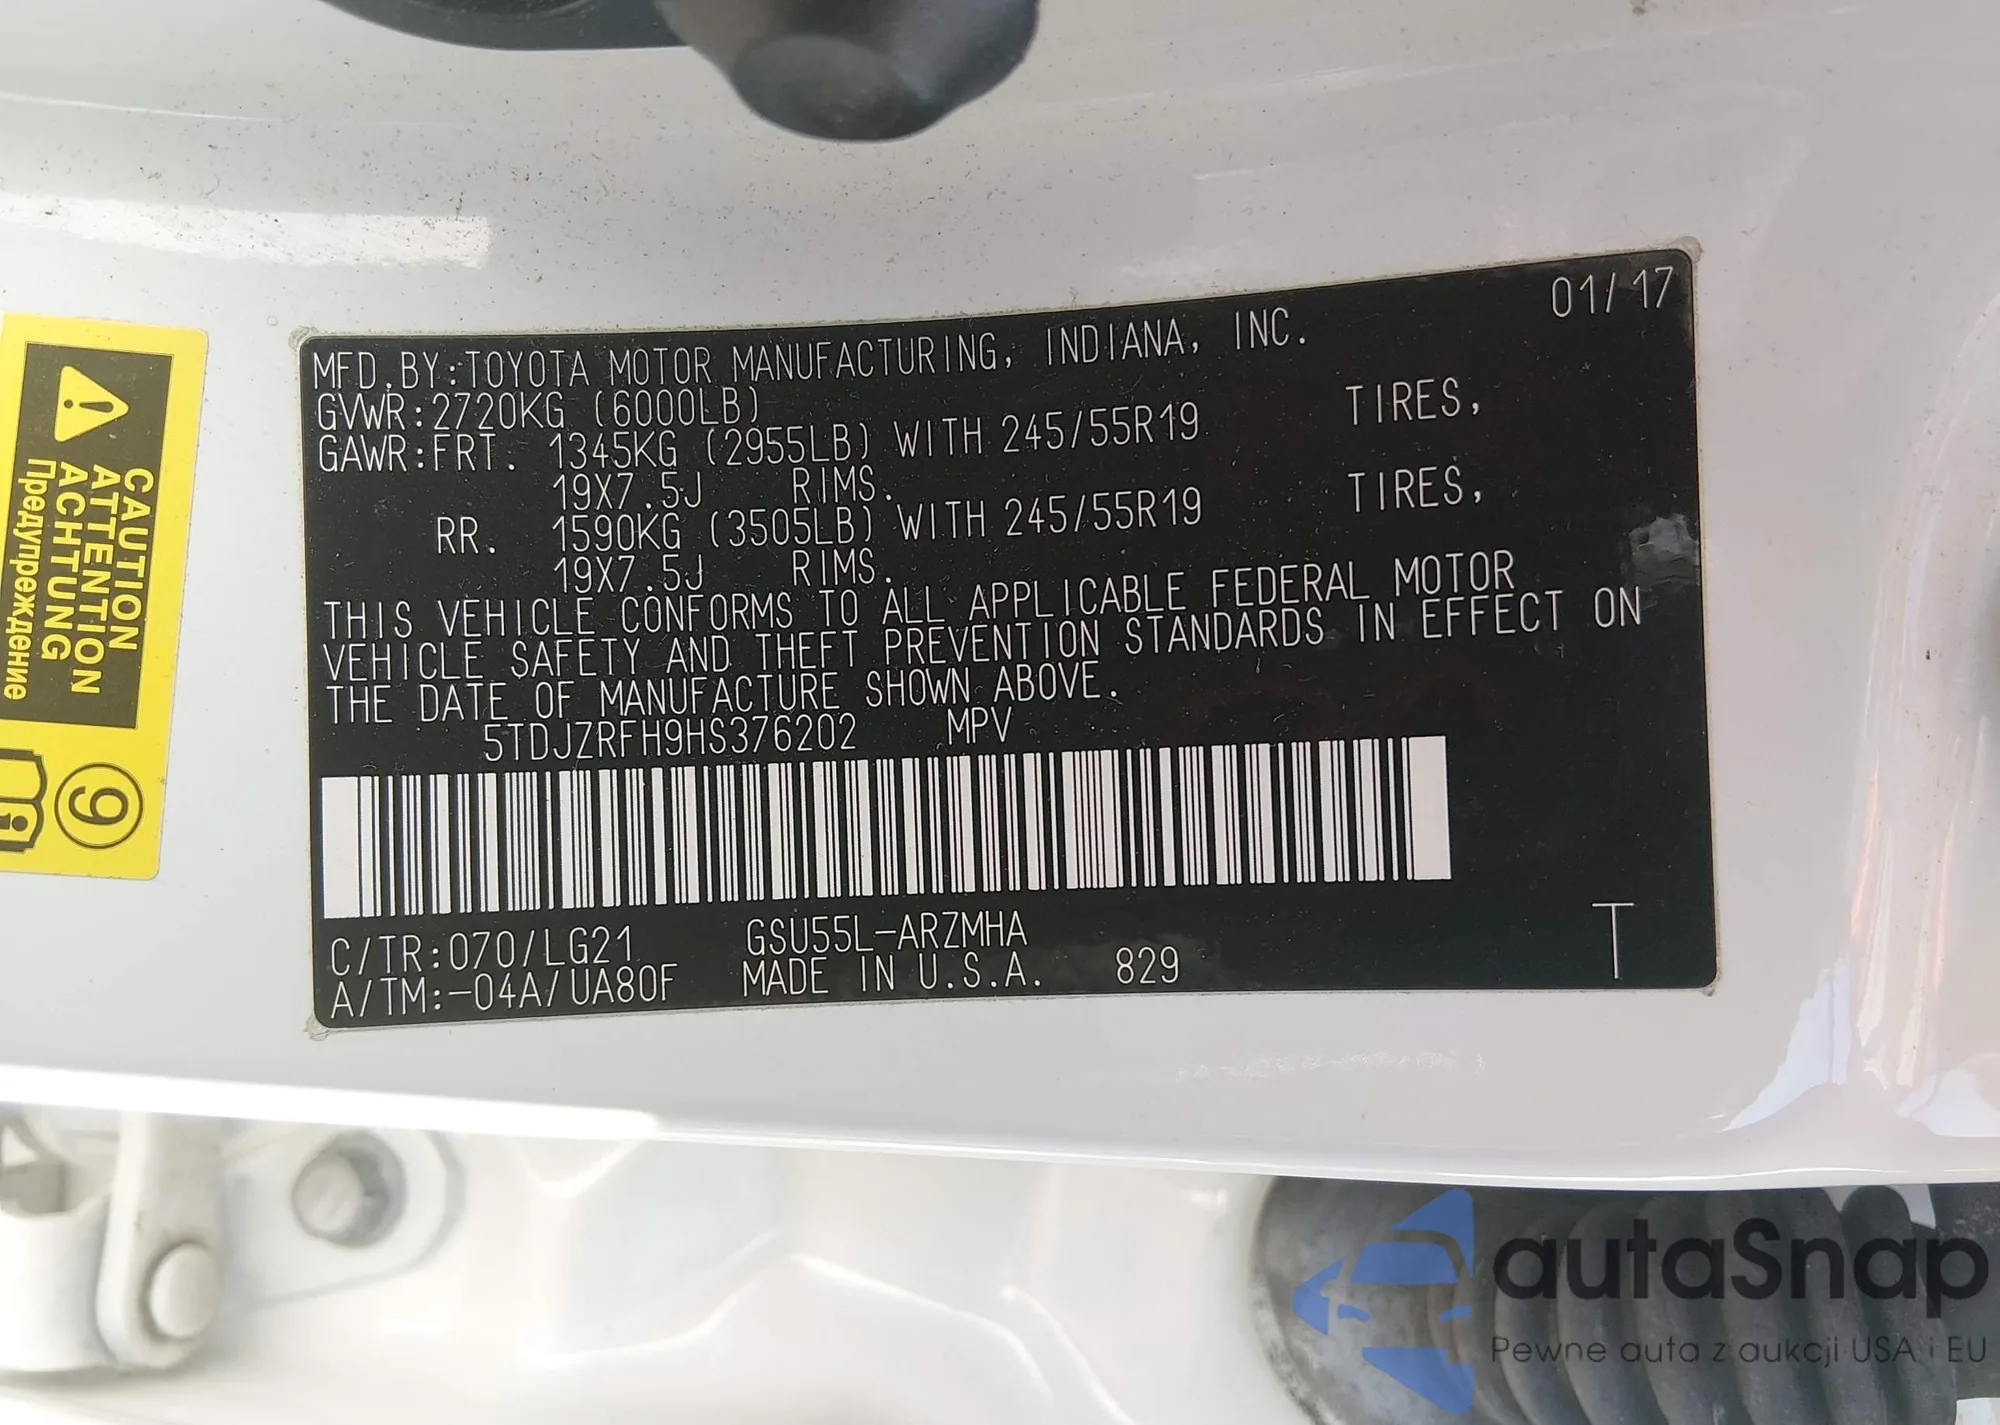 CAUTION
ATTENTION
ACHTUNG
Предупреждение
9
01/17
MFD.BY:TOYOTA MOTOR MANUFACTURING, INDIANA, INC.
GVWR:2720KG (6000LB)
GAWR:FRT. 1345KG (2955LB) WITH 245/55R19 TIRES,
19X7.5J RIMS.
RR. 1590KG (3505LB) WITH 245/55R19 TIRES,
19X7.5J RIMS.
THIS VEHICLE CONFORMS TO ALL APPLICABLE FEDERAL MOTOR
VEHICLE SAFETY AND THEFT PREVENTION STANDARDS IN EFFECT ON
THE DATE OF MANUFACTURE SHOWN ABOVE.
5TDJZRFH9HS376202 MPV
C/TR:070/LG21 GSU55L-ARZMHA
A/TM:-04A/UA80F MADE IN U.S.A. 829
T
autaSnap
Pewne auta z aukcji USA i EU